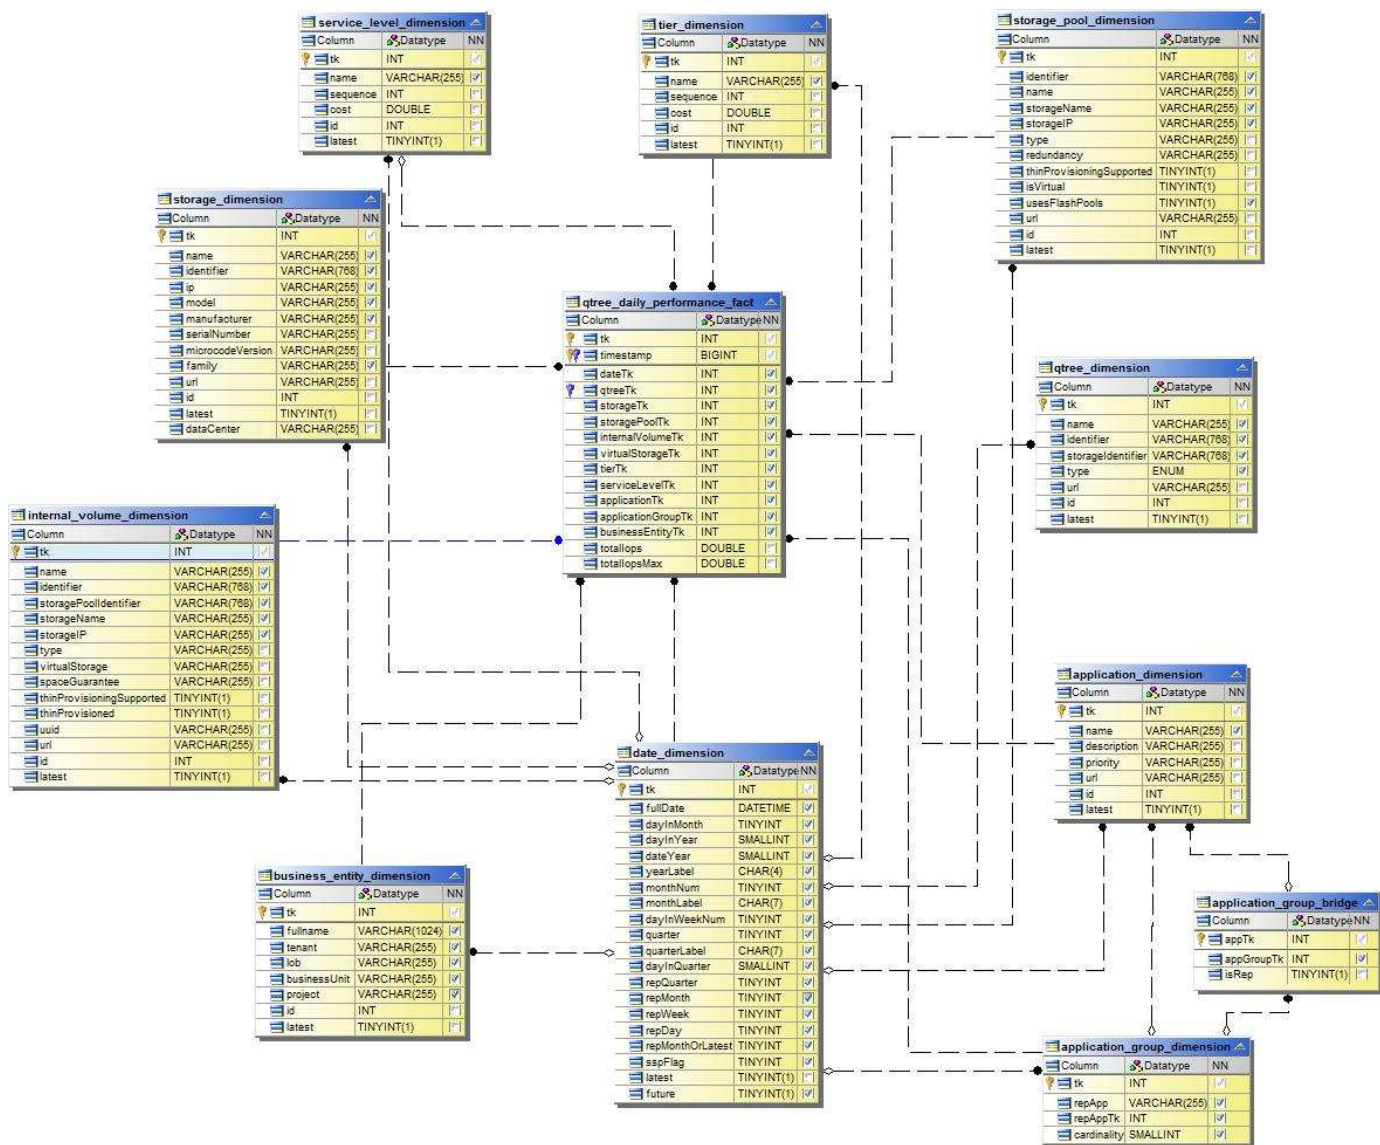 service_level_dimension
Column Datatype NN
tk INT
name VARCHAR(255)
sequence INT
cost DOUBLE
id INT
latest TINYINT(1)
tier_dimension
Column Datatype NN
tk INT
name VARCHAR(255)
sequence INT
cost DOUBLE
id INT
latest TINYINT(1)
storage_pool_dimension
Column Datatype NN
tk INT
identifier VARCHAR(768)
name VARCHAR(255)
storageName VARCHAR(255)
storageIP VARCHAR(255)
type VARCHAR(255)
redundancy VARCHAR(255)
thinProvisioningSupported TINYINT(1)
isVirtual TINYINT(1)
usesFlashPools TINYINT(1)
url VARCHAR(255)
id INT
latest TINYINT(1)
storage_dimension
Column Datatype NN
tk INT
name VARCHAR(255)
identifier VARCHAR(768)
ip VARCHAR(255)
model VARCHAR(255)
manufacturer VARCHAR(255)
serialNumber VARCHAR(255)
microcodeVersion VARCHAR(255)
family VARCHAR(255)
url VARCHAR(255)
id INT
latest TINYINT(1)
dataCenter VARCHAR(255)
qtree_daily_performance_fact
Column Datatype NN
tk INT
timestamp BIGINT
dateTk INT
qtreeTk INT
storageTk INT
storagePoolTk INT
internalVolumeTk INT
virtualStorageTk INT
tierTk INT
serviceLevelTk INT
applicationTk INT
applicationGroupTk INT
businessEntityTk INT
totalIops DOUBLE
totalIopsMax DOUBLE
qtree_dimension
Column Datatype NN
tk INT
name VARCHAR(255)
identifier VARCHAR(768)
storageIdentifier VARCHAR(768)
type ENUM
url VARCHAR(255)
id INT
latest TINYINT(1)
internal_volume_dimension
Column Datatype NN
tk INT
name VARCHAR(255)
identifier VARCHAR(768)
storagePoolIdentifier VARCHAR(768)
storageName VARCHAR(255)
storageIP VARCHAR(255)
type VARCHAR(255)
virtualStorage VARCHAR(255)
spaceGuarantee VARCHAR(255)
thinProvisioningSupported TINYINT(1)
thinProvisioned TINYINT(1)
uuid VARCHAR(255)
url VARCHAR(255)
id INT
latest TINYINT(1)
application_dimension
Column Datatype NN
tk INT
name VARCHAR(255)
description VARCHAR(255)
priority VARCHAR(255)
url VARCHAR(255)
id INT
latest TINYINT(1)
date_dimension
Column Datatype NN
tk INT
fullDate DATETIME
dayInMonth TINYINT
dayInYear SMALLINT
dateYear SMALLINT
yearLabel CHAR(4)
monthNum TINYINT
monthLabel CHAR(7)
dayInWeekNum TINYINT
quarter TINYINT
quarterLabel CHAR(7)
dayInQuarter SMALLINT
repQuarter TINYINT
repMonth TINYINT
repWeek TINYINT
repDay TINYINT
repMonthOrLatest TINYINT
sspFlag TINYINT
latest TINYINT(1)
future TINYINT(1)
business_entity_dimension
Column Datatype NN
tk INT
fullname VARCHAR(1024)
tenant VARCHAR(255)
lob VARCHAR(255)
businessUnit VARCHAR(255)
project VARCHAR(255)
id INT
latest TINYINT(1)
application_group_bridge
Column Datatype NN
appTk INT
appGroupTk INT
isRep TINYINT(1)
application_group_dimension
Column Datatype NN
tk INT
repApp VARCHAR(255)
repAppTk INT
cardinality SMALLINT